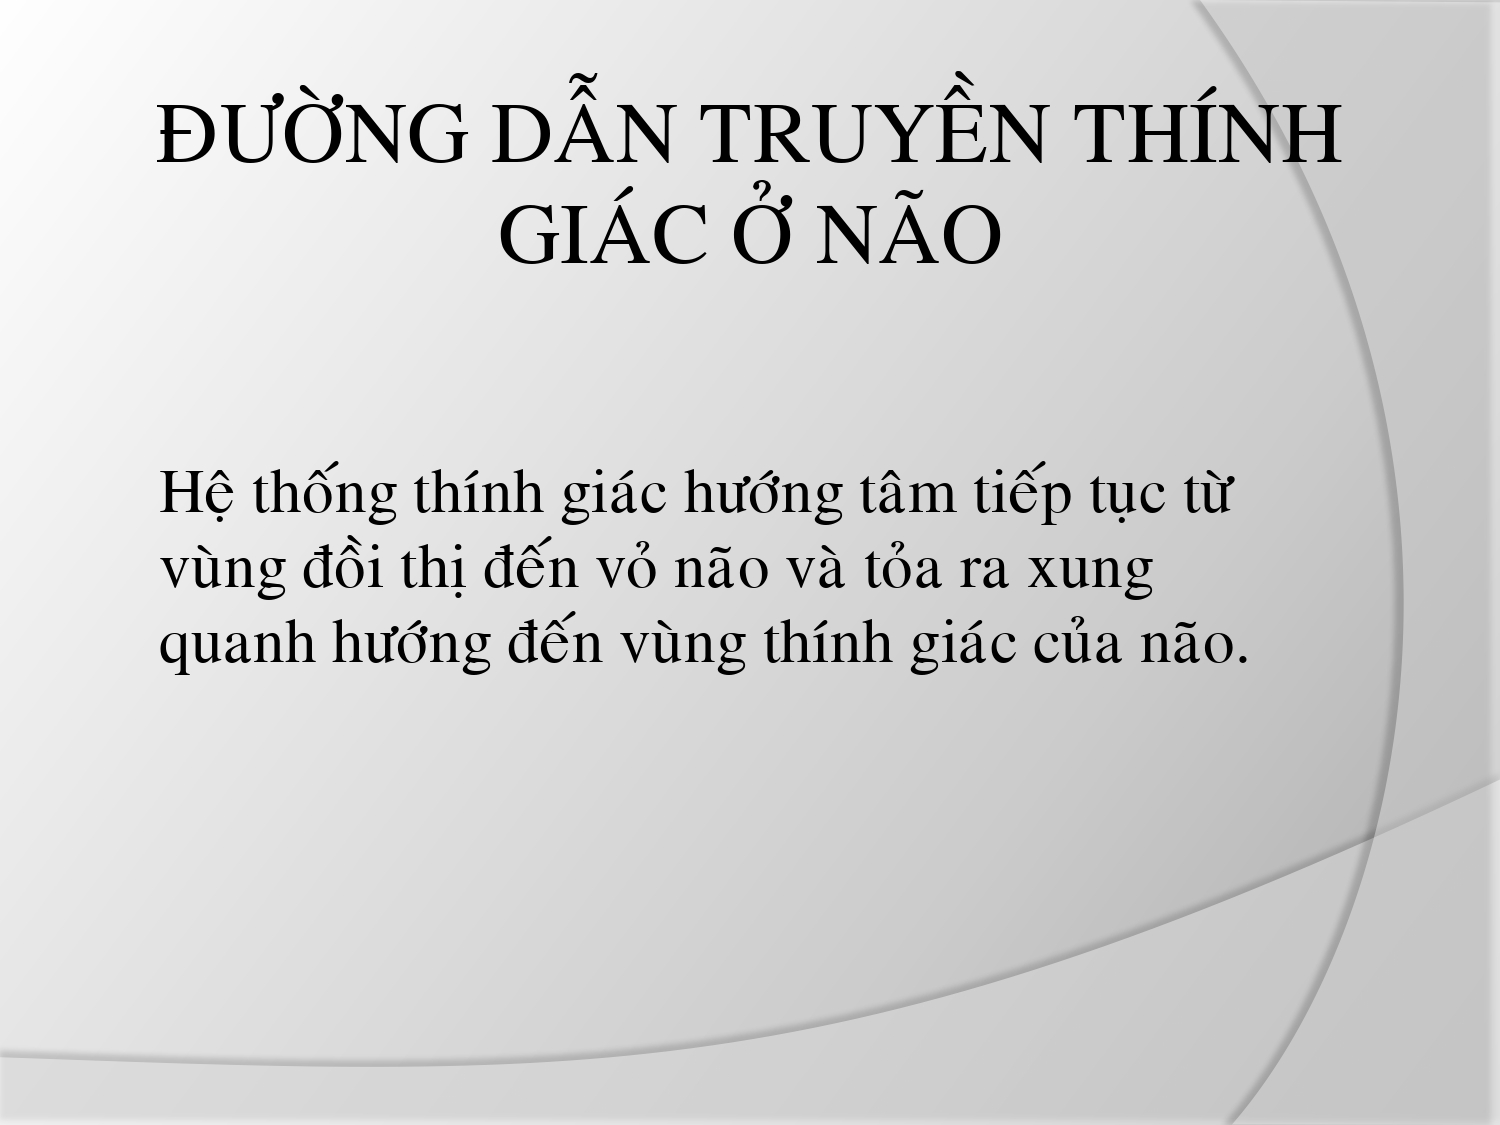 ĐƯỜNG DẪN TRUYỀN THÍNH
GIÁC Ở NÃO
Hệ thống thính giác hướng tâm tiếp tục từ
vùng đồi thị đến vỏ não và tỏa ra xung
quanh hướng đến vùng thính giác của não.